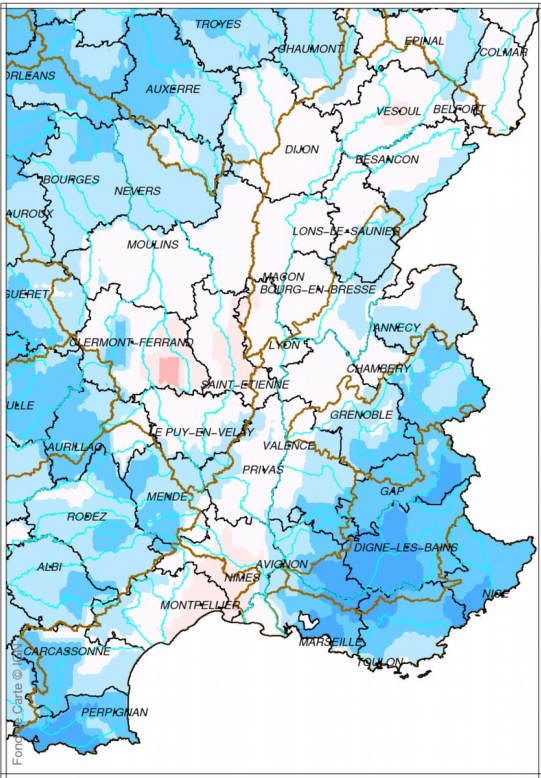 TROYES
EPINAL
CHAUMONT
COLMAR
ORLEANS
AUXERRE
VESOUL
BELFORT
DIJON
BESANCON
BOURGES
NEVERS
AUROUX
LONS-LE-SAUNIER
MOULINS
MACON
BOURG-EN-BRESSE
GUERET
ANNECY
CLERMONT-FERRAND
LYON
CHAMBERY
SAINT-ETIENNE
ULLE
GRENOBLE
LE PUY-EN-VELAY
AURILLAC
VALENCE
PRIVAS
MENDE
GAP
RODEZ
DIGNE-LES-BAINS
ALBI
AVIGNON
NIMES
NICE
MONTPELLIER
MARSEILLE
CARCASSONNE
TOULON
PERPIGNAN
Fond de Carte © IGN